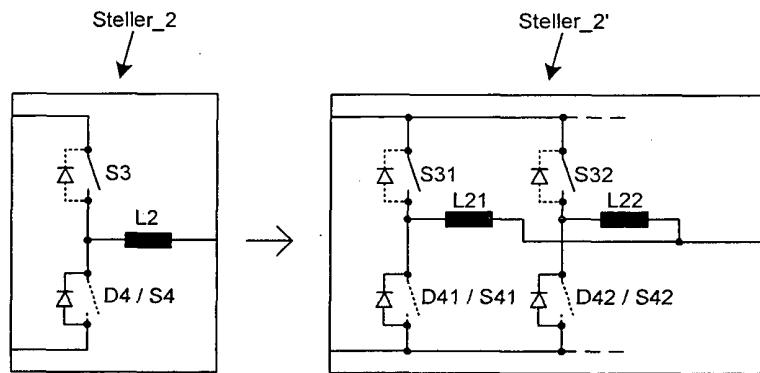 Steller_2
Steller_2'
S3
L2
D4 / S4
S31
L21
D41 / S41
S32
L22
D42 / S42